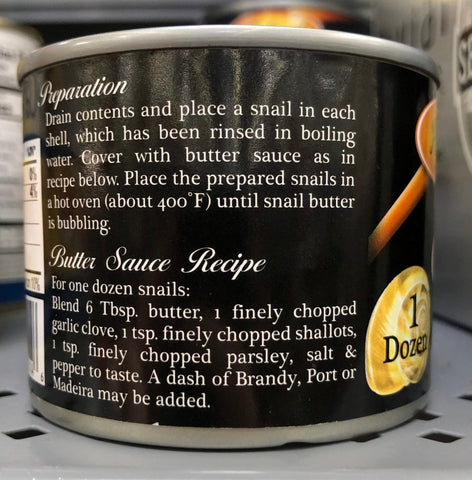 Preparation
Drain contents and place a snail in each
shell, which has been rinsed in boiling
water. Cover with butter sauce as in
recipe below. Place the prepared snails in
a hot oven (about 400°F) until snail butter
is bubbling.
Butter Sauce Recipe
For one dozen snails:
Blend 6 Tbsp. butter, 1 finely chopped
garlic clove, 1 tsp. finely chopped shallots,
1 tsp. finely chopped parsley, salt &
pepper to taste. A dash of Brandy, Port or
Madeira may be added.
1
Dozen
0%
4%